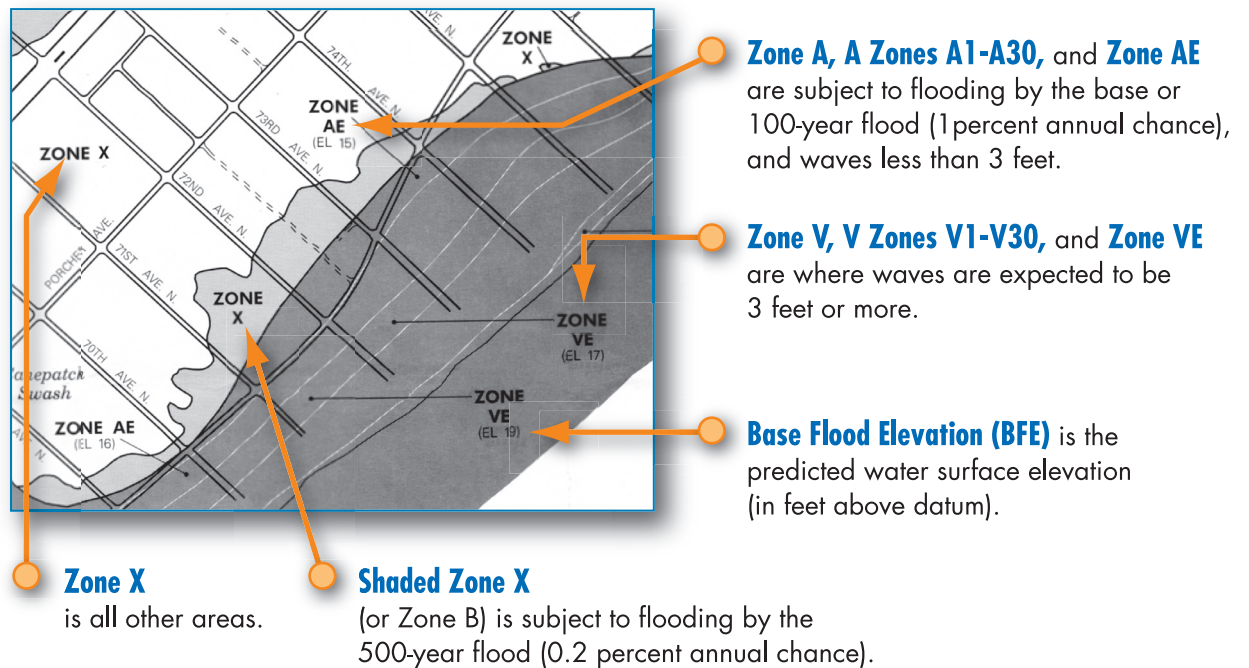 AVE. N.
AVE. N.
ZONE
X
74TH
AVE. N.
ZONE
AE
(EL 15)
73RD
AVE. N.
ZONE X
72ND
AVE. N.
PORCHER AVE.
71ST
AVE. N.
ZONE
X
ZONE
VE
(EL 17)
70TH
AVE. N.
Swash
ZONE
VE
(EL 19)
ZONE AE
(EL 16)
N.
Zone A, A Zones A1-A30, and Zone AE
are subject to flooding by the base or
100-year flood (1percent annual chance),
and waves less than 3 feet.
Zone V, V Zones V1-V30, and Zone VE
are where waves are expected to be
3 feet or more.
Base Flood Elevation (BFE) is the
predicted water surface elevation
(in feet above datum).
Zone X
is all other areas.
Shaded Zone X
(or Zone B) is subject to flooding by the
500-year flood (0.2 percent annual chance).